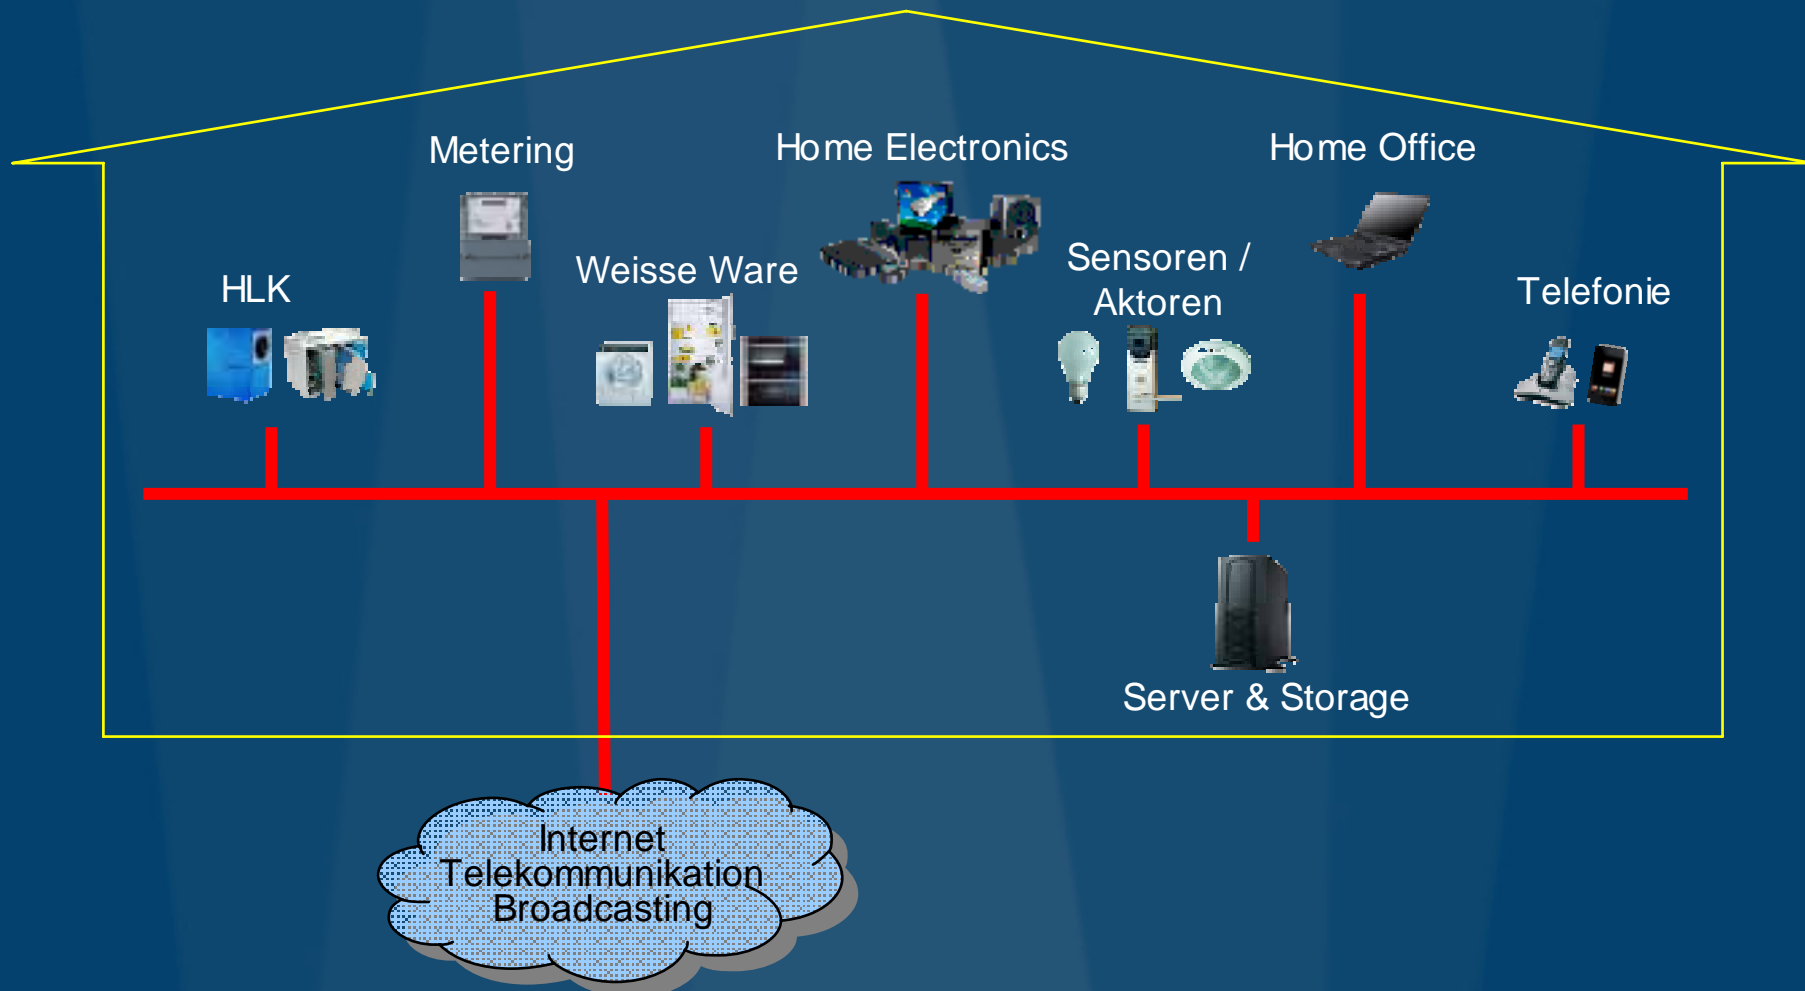 Metering
Home Electronics
Home Office
HLK
Weisse Ware
Sensoren /
Aktoren
Telefonie
Server & Storage
Internet
Telekommunikation
Broadcasting